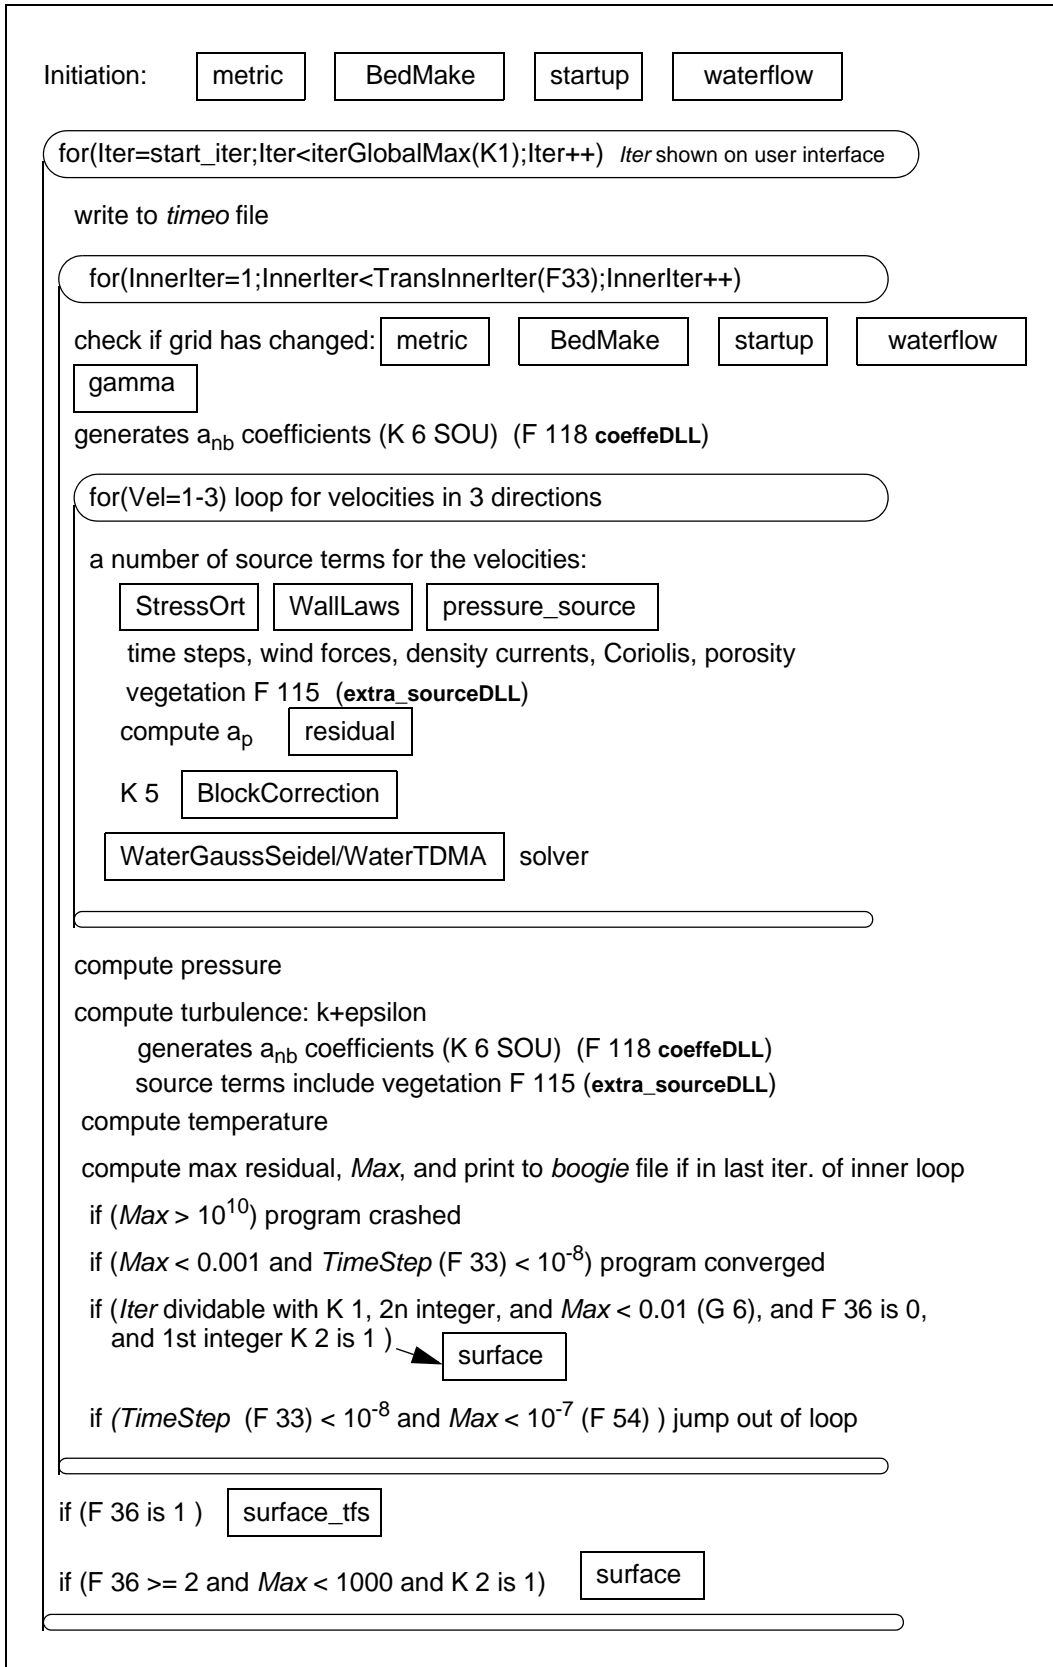 Initiation: metric BedMake startup waterflow
for(Iter=start_iter;Iter<iterGlobalMax(K1);Iter++) Iter shown on user interface
write to timeo file
for(InnerIter=1;InnerIter<TransInnerIter(F33);InnerIter++)
check if grid has changed: metric BedMake startup waterflow
gamma
generates a_nb coefficients (K 6 SOU) (F 118 coeffeDLL)
for(Vel=1-3) loop for velocities in 3 directions
a number of source terms for the velocities:
StressOrt WallLaws pressure_source
time steps, wind forces, density currents, Coriolis, porosity
vegetation F 115 (extra_sourceDLL)
compute a_p residual
K 5 BlockCorrection
WaterGaussSeidel/WaterTDMA solver
compute pressure
compute turbulence: k+epsilon
generates a_nb coefficients (K 6 SOU) (F 118 coeffeDLL)
source terms include vegetation F 115 (extra_sourceDLL)
compute temperature
compute max residual, Max, and print to boogie file if in last iter. of inner loop
if (Max > 10^10) program crashed
if (Max < 0.001 and TimeStep (F 33) < 10^-8) program converged
if (Iter dividable with K 1, 2n integer, and Max < 0.01 (G 6), and F 36 is 0,
and 1st integer K 2 is 1 ) surface
if (TimeStep (F 33) < 10^-8 and Max < 10^-7 (F 54) ) jump out of loop
if (F 36 is 1 ) surface_tfs
if (F 36 >= 2 and Max < 1000 and K 2 is 1) surface